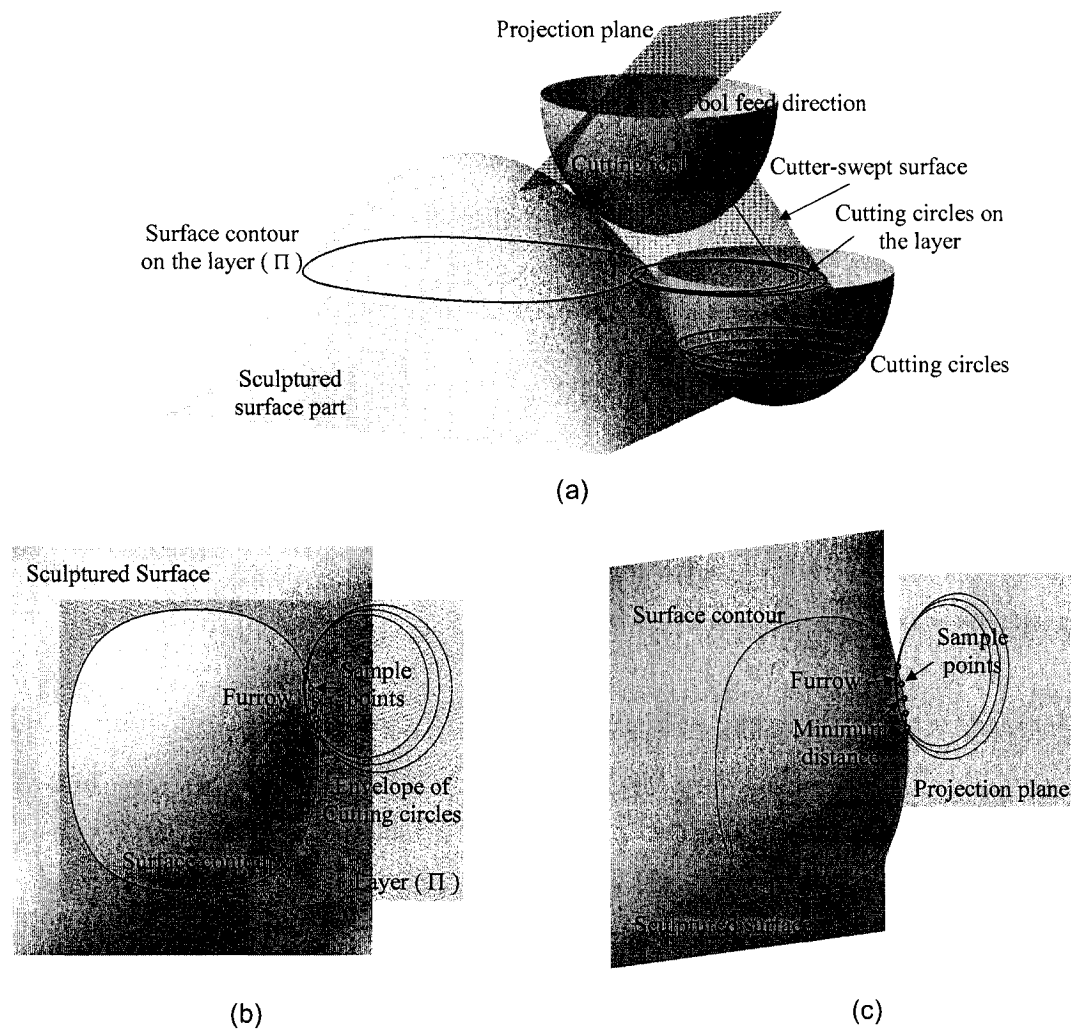 Projection plane
Tool feed direction
Cutting tool
Cutter-swept surface
Cutting circles on
the layer
Surface contour
on the layer ( Π )
Cutting circles
Sculptured
surface part
(a)
Sculptured Surface
Furrow
Sample
points
Envelope of
Cutting circles
Surface contour
Layer ( Π )
(b)
Surface contour
Furrow
Sample
points
Minimum
distance
Projection plane
Sculptured surface
(c)